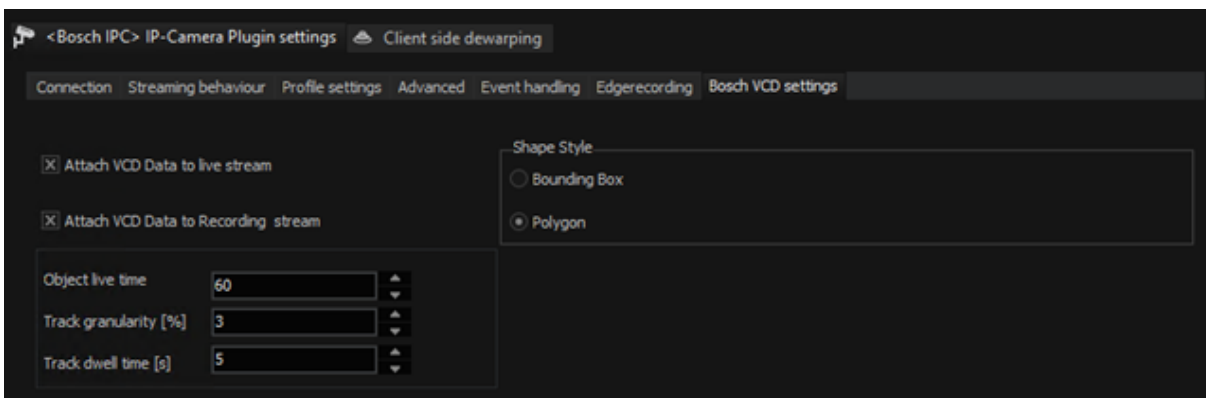 <Bosch IPC> IP-Camera Plugin settings Client side dewarping
Connection Streaming behaviour Profile settings Advanced Event handling Edgerecording Bosch VCD settings
Attach VCD Data to live stream
Attach VCD Data to Recording stream
Object live time 60
Track granularity [%] 3
Track dwell time [s] 5
Shape Style
Bounding Box
Polygon